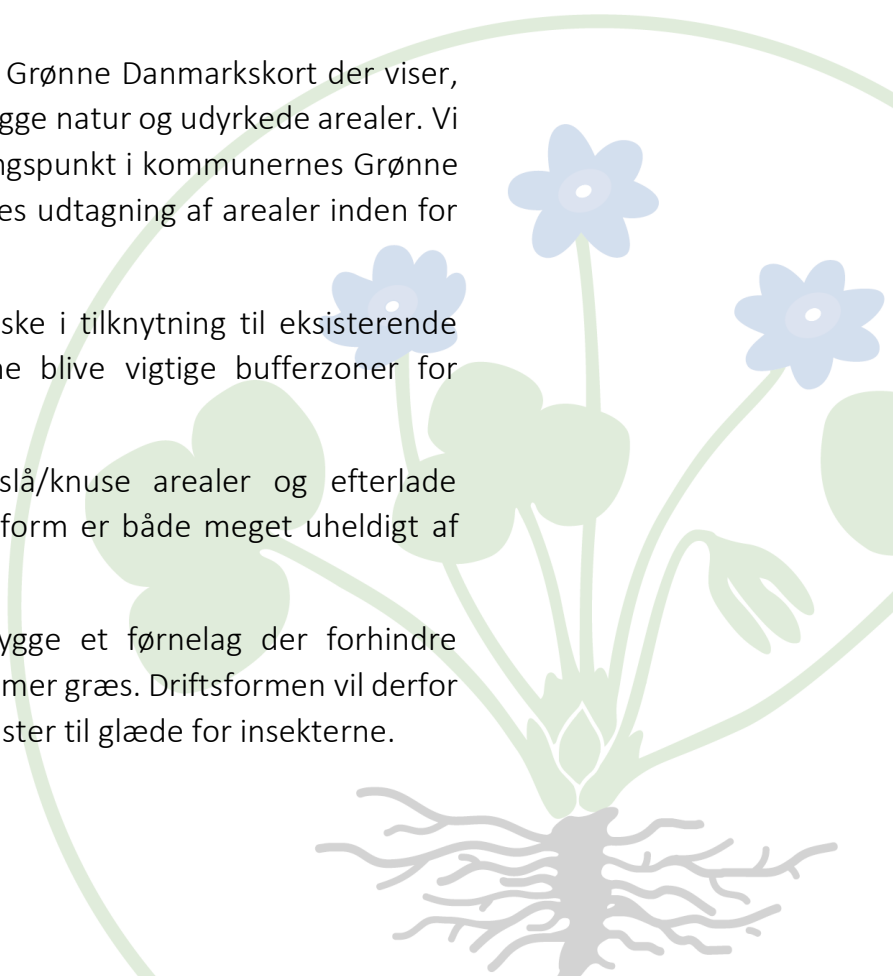 Grønne Danmarkskort der viser,
gge natur og udyrkede arealer. Vi
ngspunkt i kommunernes Grønne
es udtagning af arealer inden for
ske i tilknytning til eksisterende
ne blive vigtige bufferzoner for
slå/knuse arealer og efterlade
form er både meget uheldigt af
ygge et førnelag der forhindre
mer græs. Driftsformen vil derfor
ster til glæde for insekterne.